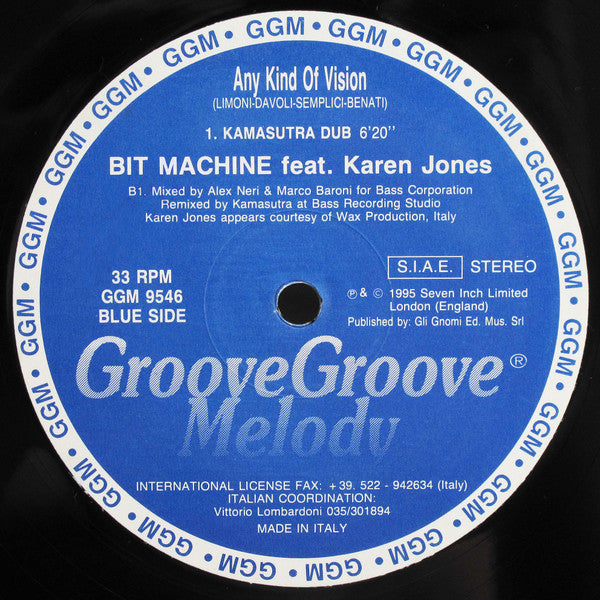 GGM • GGM • GGM • GGM • GGM • GGM • GGM • GGM • GGM • GGM • GGM • GGM • GGM • GGM • GGM • GGM • GGM • GGM • GGM • GGM •
Any Kind Of Vision
(LIMONI-DAVOLI-SEMPLICI-BENATI)
1. KAMASUTRA DUB 6'20''
BIT MACHINE feat. Karen Jones
B1. Mixed by Alex Neri & Marco Baroni for Bass Corporation
Remixed by Kamasutra at Bass Recording Studio
Karen Jones appears courtesy of Wax Production, Italy
33 RPM
GGM 9546
BLUE SIDE
S.I.A.E. STEREO
℗ & © 1995 Seven Inch Limited
London (England)
Published by: Gli Gnomi Ed. Mus. Srl
GrooveGroove®
Melody
INTERNATIONAL LICENSE FAX: + 39. 522 - 942634 (Italy)
ITALIAN COORDINATION:
Vittorio Lombardoni 035/301894
MADE IN ITALY